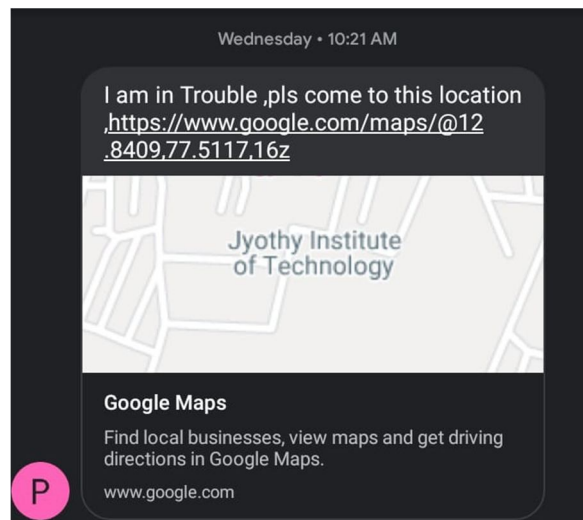 Wednesday • 10:21 AM
I am in Trouble ,pls come to this location
,https://www.google.com/maps/@12
.8409,77.5117,16z
Jyothy Institute
of Technology
Google Maps
Find local businesses, view maps and get driving
directions in Google Maps.
P
www.google.com